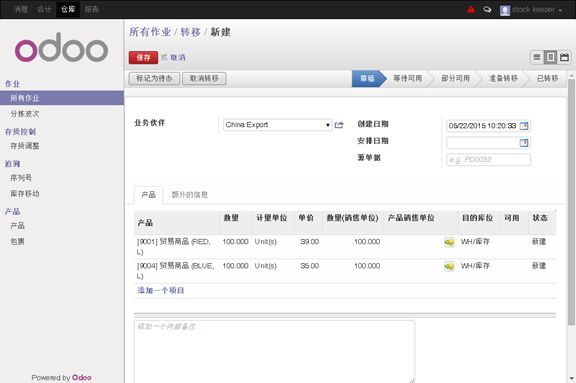 消息 会计 仓库 报告 stock keeper
odoo
所有作业 / 转移 / 新建
保存 或 取消
标记为待办 取消转移 草稿 等待可用 部分可用 准备转移 已转移
作业
所有作业
分拣波次
存货控制
存货调整
追溯
序列号
库存移动
产品
产品
包裹
Powered by Odoo
业务伙伴 China Export
创建日期 05/22/2015 10:20:33
安排日期
源单据 e.g. PO0032
产品 额外的信息
产品 数量 计量单位 单价 数量(销售单位) 产品销售单位 目的库位 可用 状态
[9001] 贸易商品 (RED, L) 100.000 Unit(s) 39.00 100.000 WH/库存 新建
[9004] 贸易商品 (BLUE, L) 100.000 Unit(s) 35.00 100.000 WH/库存 新建
添加一个项目
添加一个内部备注...